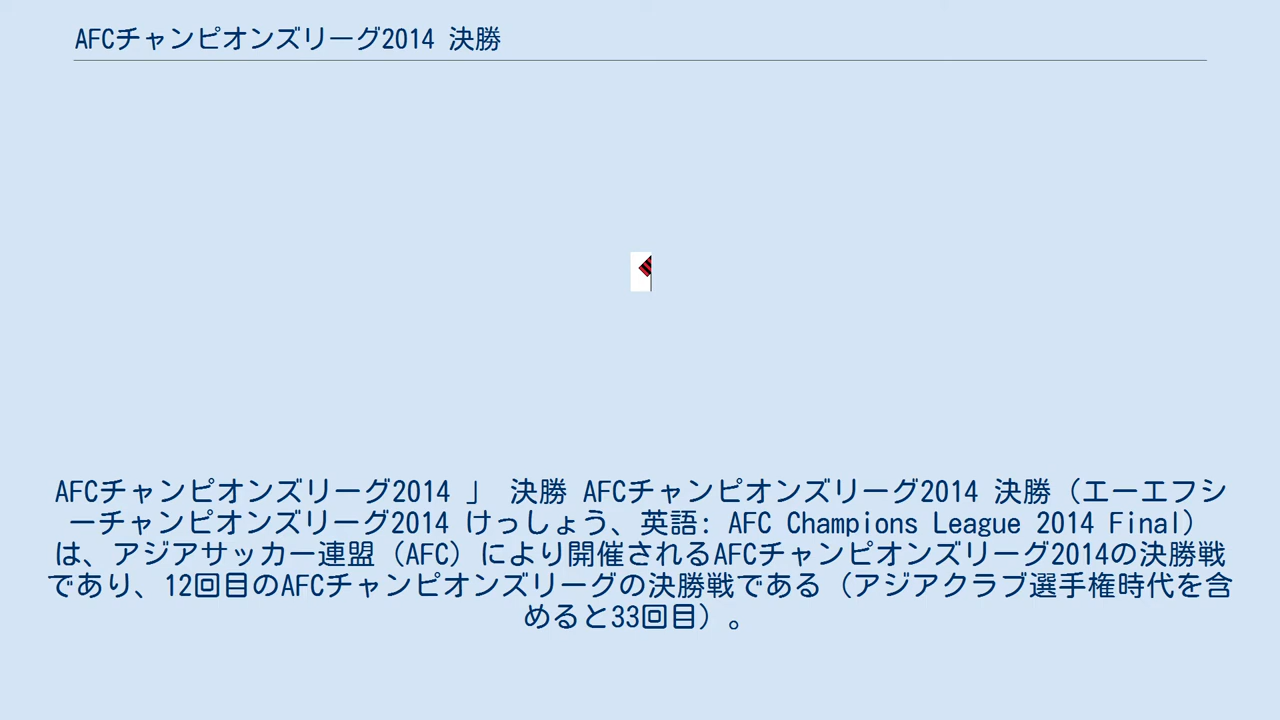 AFCチャンピオンズリーグ2014 決勝
AFCチャンピオンズリーグ2014 」 決勝 AFCチャンピオンズリーグ2014 決勝（エーエフシ
ーチャンピオンズリーグ2014 けっしょう、英語: AFC Champions League 2014 Final）
は、アジアサッカー連盟（AFC）により開催されるAFCチャンピオンズリーグ2014の決勝戦
であり、12回目のAFCチャンピオンズリーグの決勝戦である（アジアクラブ選手権時代を含
めると33回目）。